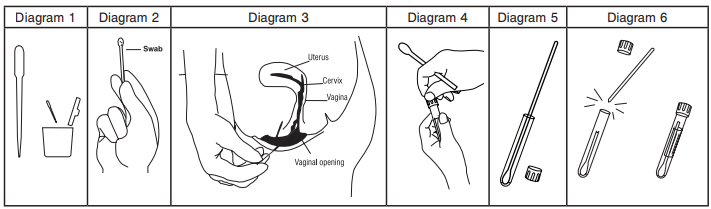 Diagram 1
Diagram 2
Diagram 3
Diagram 4
Diagram 5
Diagram 6
Swab
Uterus
Cervix
Vagina
Vaginal opening